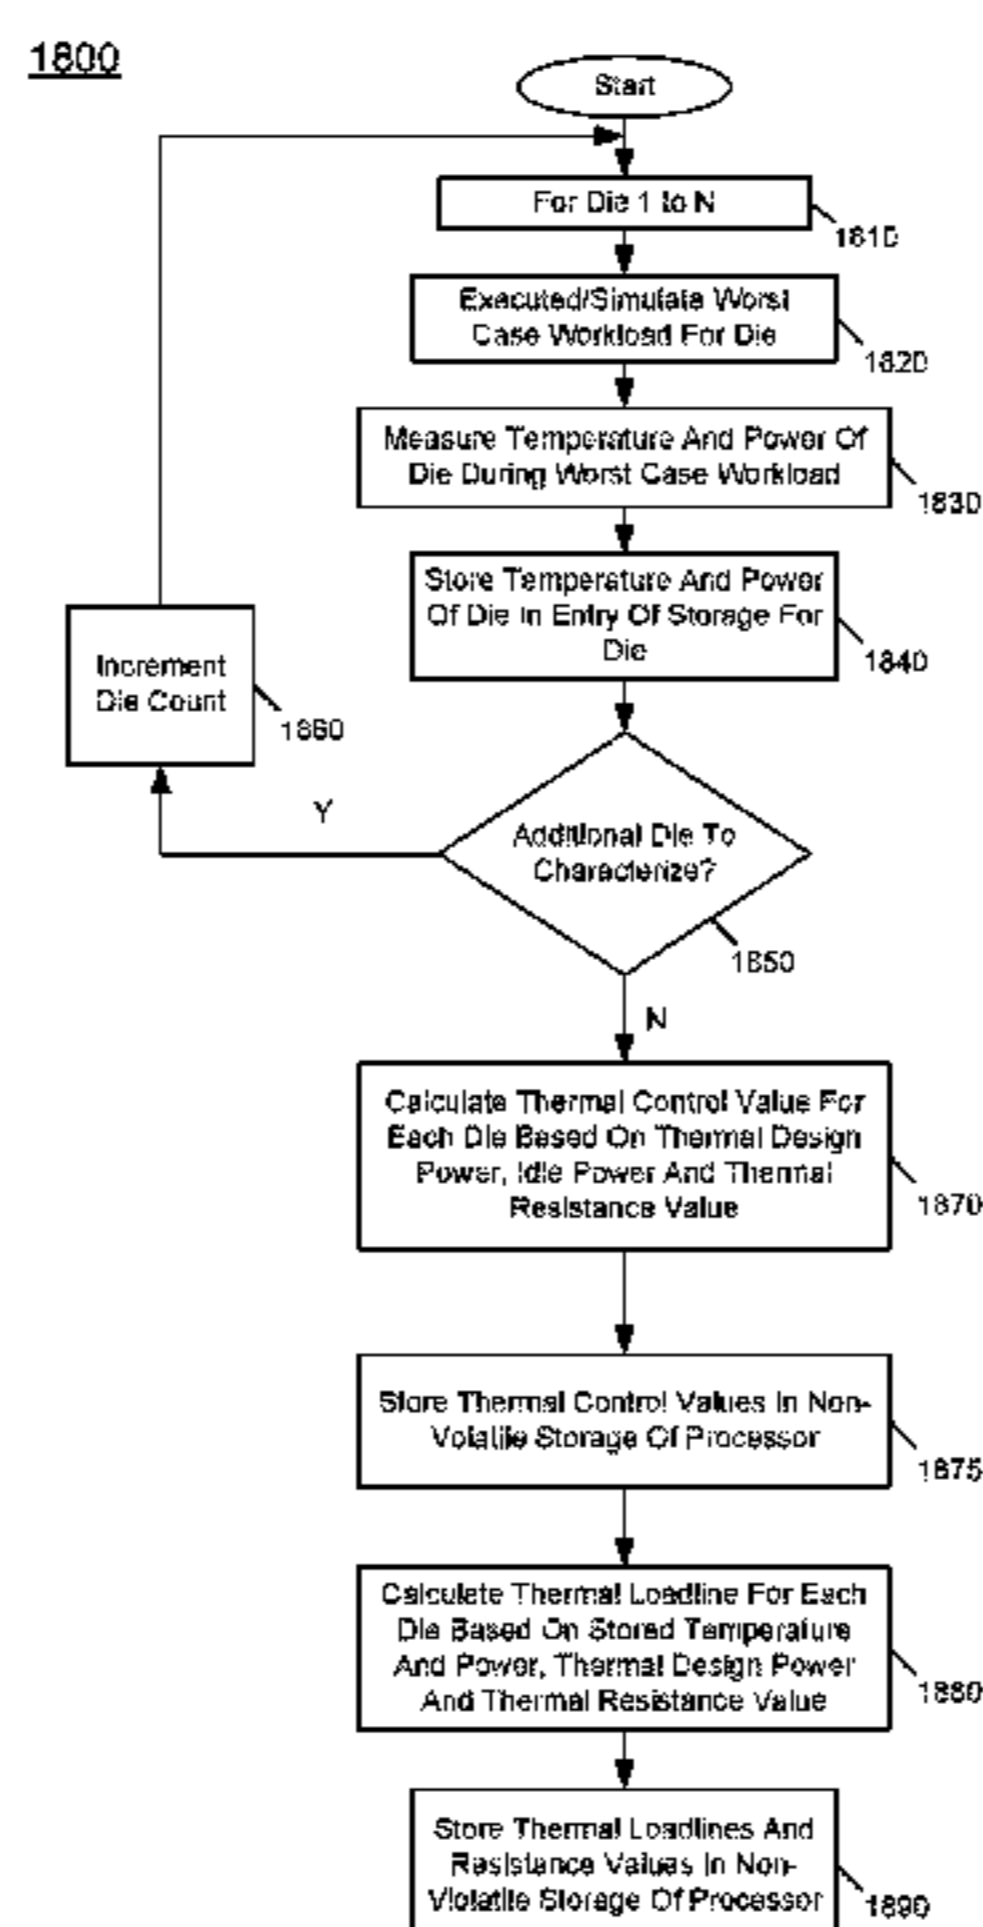 1800
Start
For Die 1 to N
1810
Executed/Simulate Worst
Case Workload For Die
1820
Measure Temperature And Power Of
Die During Worst Case Workload
1830
Store Temperature And Power
Of Die In Entry Of Storage For
Die
1840
Increment
Die Count
1860
Y
Additional Die To
Characterize?
1850
N
Calculate Thermal Control Value For
Each Die Based On Thermal Design
Power, Idle Power And Thermal
Resistance Value
1870
Store Thermal Control Values In Non-
Volatile Storage Of Processor
1875
Calculate Thermal Loadline For Each
Die Based On Stored Temperature
And Power, Thermal Design Power
And Thermal Resistance Value
1880
Store Thermal Loadlines And
Resistance Values In Non-
Violatile Storage Of Processor
1890